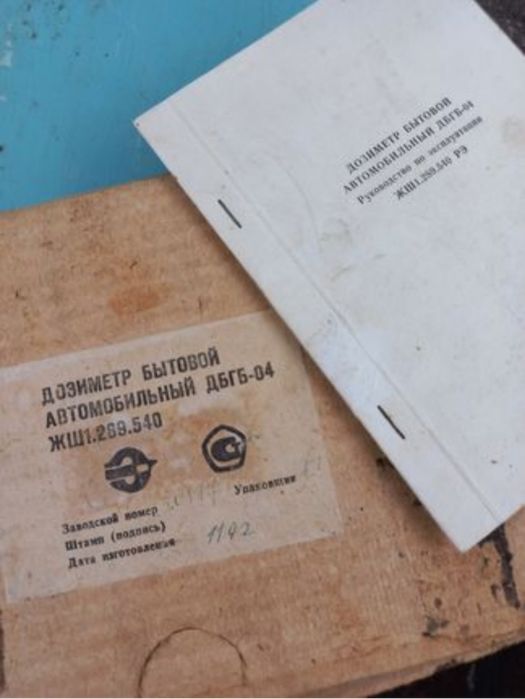 ДОЗИМЕТР БЫТОВОЙ
АВТОМОБИЛЬНЫЙ ДБГБ-04
Руководство по эксплуатации
ЖШ1.289.540 РЭ
ДОЗИМЕТР БЫТОВОЙ
АВТОМОБИЛЬНЫЙ ДБГБ-04
ЖШ1.289.540
Заводской номер Упаковщик
Штамп (подпись)
Дата изготовления 1192